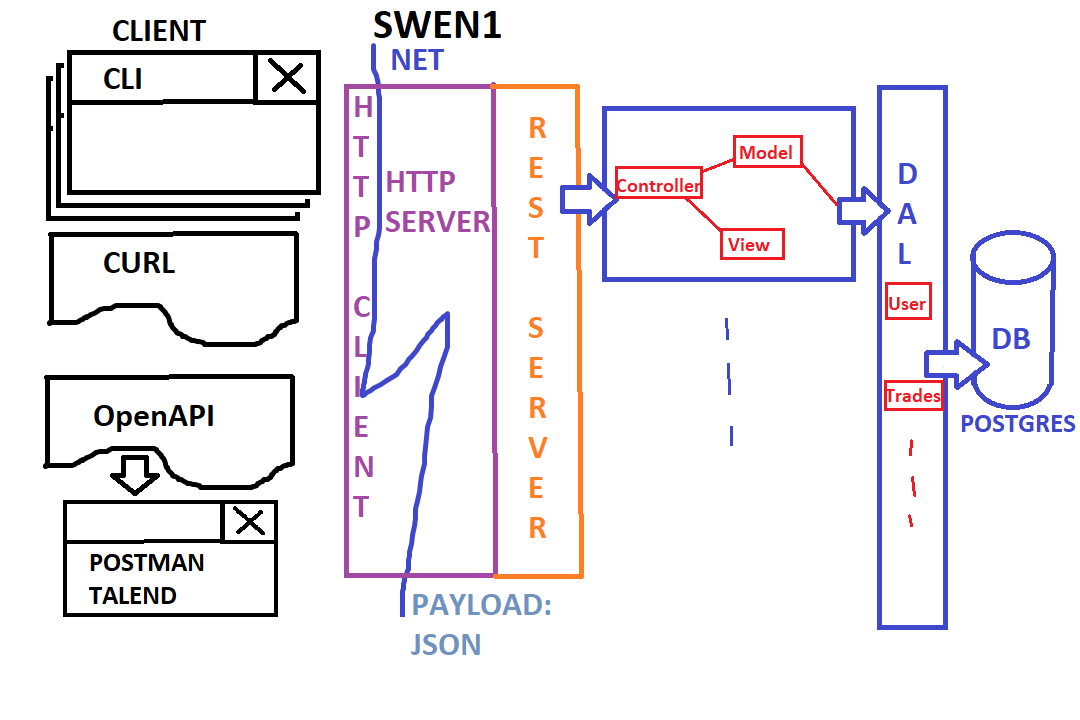 CLIENT
SWEN1
CLI
NET
HTTP CLIENT
HTTP
SERVER
REST SERVER
Controller
Model
View
DAL
User
Trades
DB
POSTGRES
CURL
OpenAPI
POSTMAN
TALEND
PAYLOAD:
JSON